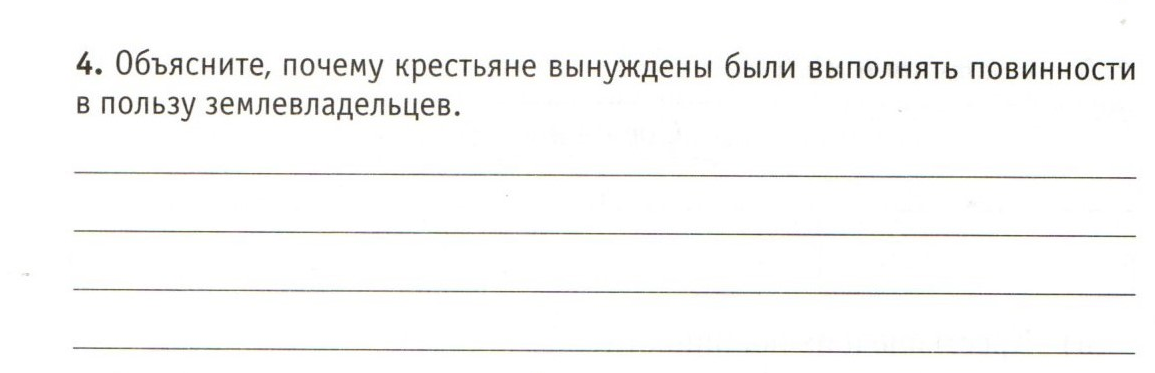 4. Объясните, почему крестьяне вынуждены были выполнять повинности
в пользу землевладельцев.